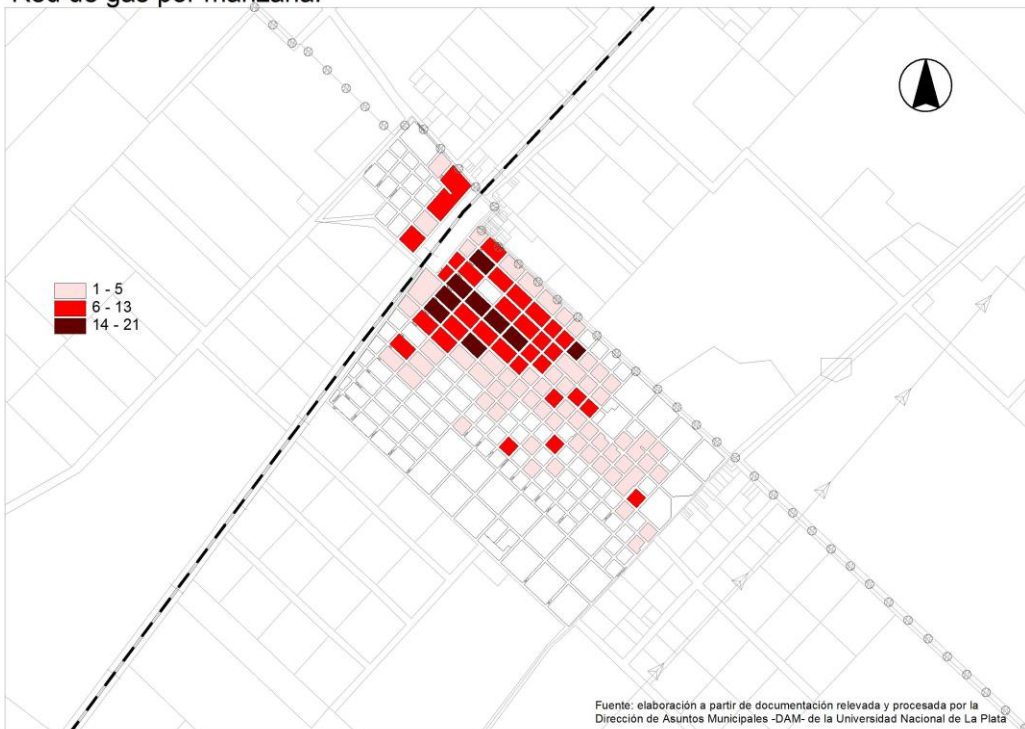 Red de gas por manzana.
1 - 5
6 - 13
14 - 21
Fuente: elaboración a partir de documentación relevada y procesada por la
Dirección de Asuntos Municipales -DAM- de la Universidad Nacional de La Plata